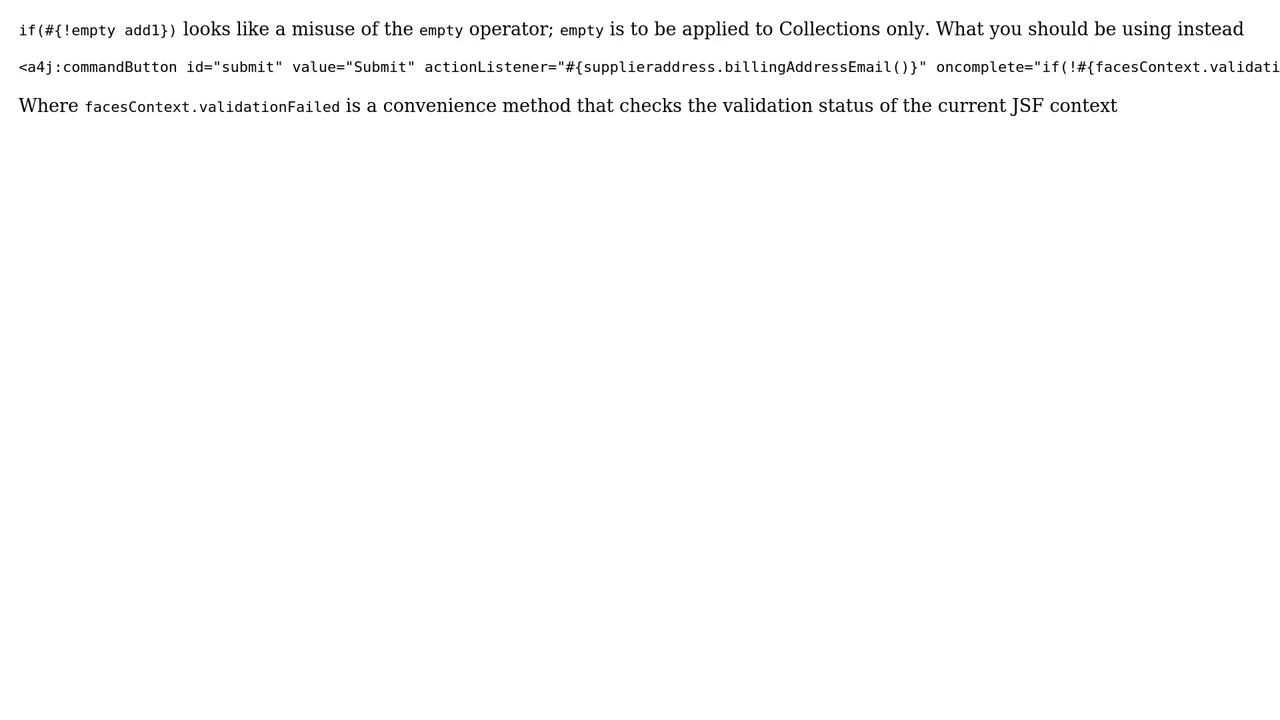 if(#{!empty add1}) looks like a misuse of the empty operator; empty is to be applied to Collections only. What you should be using instead
<a4j:commandButton id="submit" value="Submit" actionListener="#{supplieraddress.billingAddressEmail()}" oncomplete="if(!#{facesContext.validati
Where facesContext.validationFailed is a convenience method that checks the validation status of the current JSF context